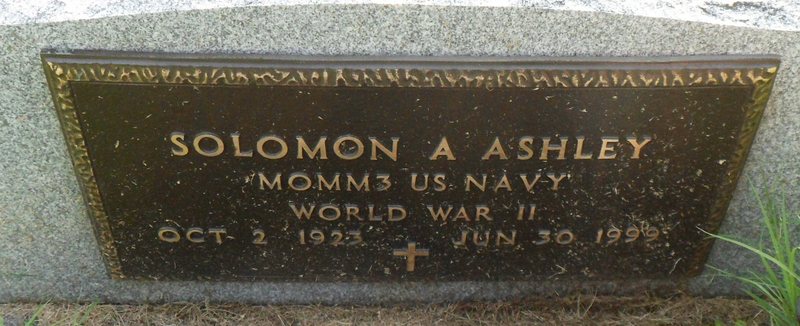 SOLOMON A ASHLEY
MOMM3 US NAVY
WORLD WAR II
OCT 2 1923 JUN 30 1999